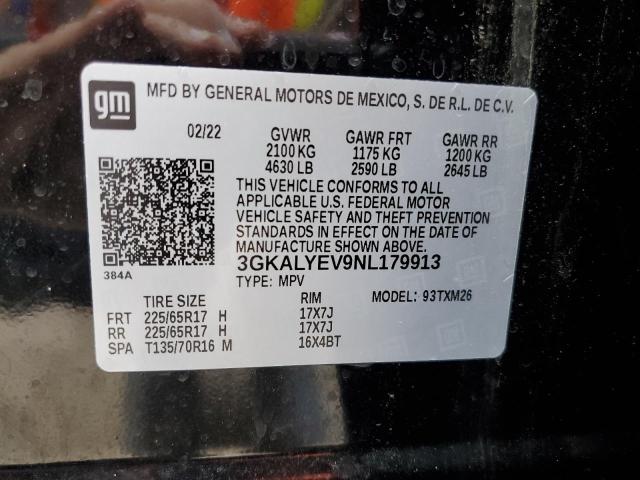 gm
MFD BY GENERAL MOTORS DE MEXICO, S. DE R.L. DE C.V.
02/22 GVWR GAWR FRT GAWR RR
2100 KG 1175 KG 1200 KG
4630 LB 2590 LB 2645 LB
THIS VEHICLE CONFORMS TO ALL
APPLICABLE U.S. FEDERAL MOTOR
VEHICLE SAFETY AND THEFT PREVENTION
STANDARDS IN EFFECT ON THE DATE OF
MANUFACTURE SHOWN ABOVE.
3GKALYEV9NL179913
384A
TYPE: MPV MODEL: 93TXM26
TIRE SIZE RIM
FRT 225/65R17 H 17X7J
RR 225/65R17 H 17X7J
SPA T135/70R16 M 16X4BT